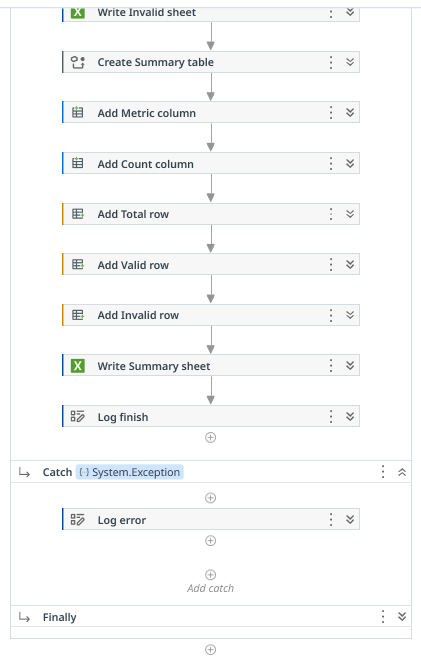 Write Invalid sheet
Create Summary table
Add Metric column
Add Count column
Add Total row
Add Valid row
Add Invalid row
Write Summary sheet
Log finish
Catch System.Exception
Log error
Add catch
Finally